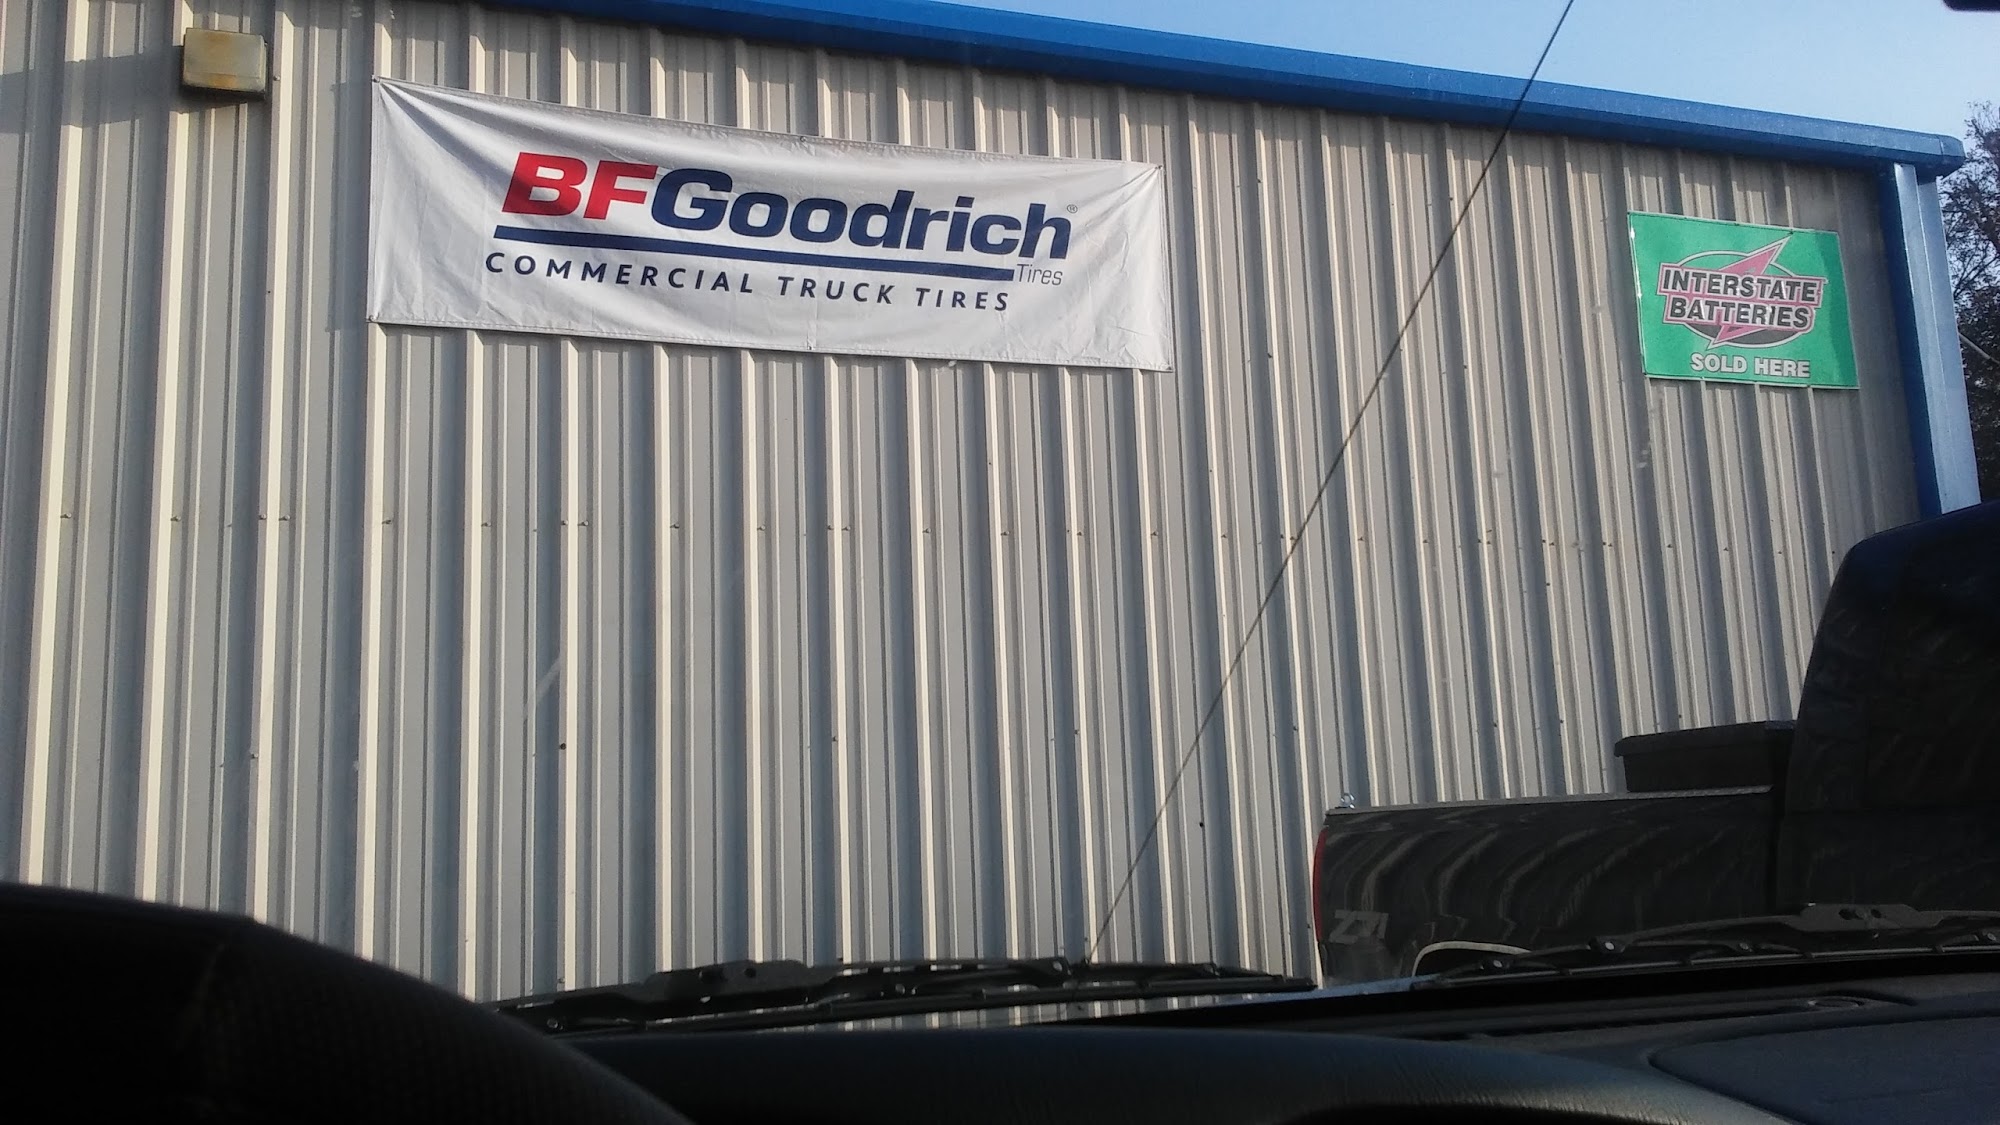 BFGoodrich®
Tires
COMMERCIAL TRUCK TIRES
INTERSTATE
BATTERIES
SOLD HERE
Z71